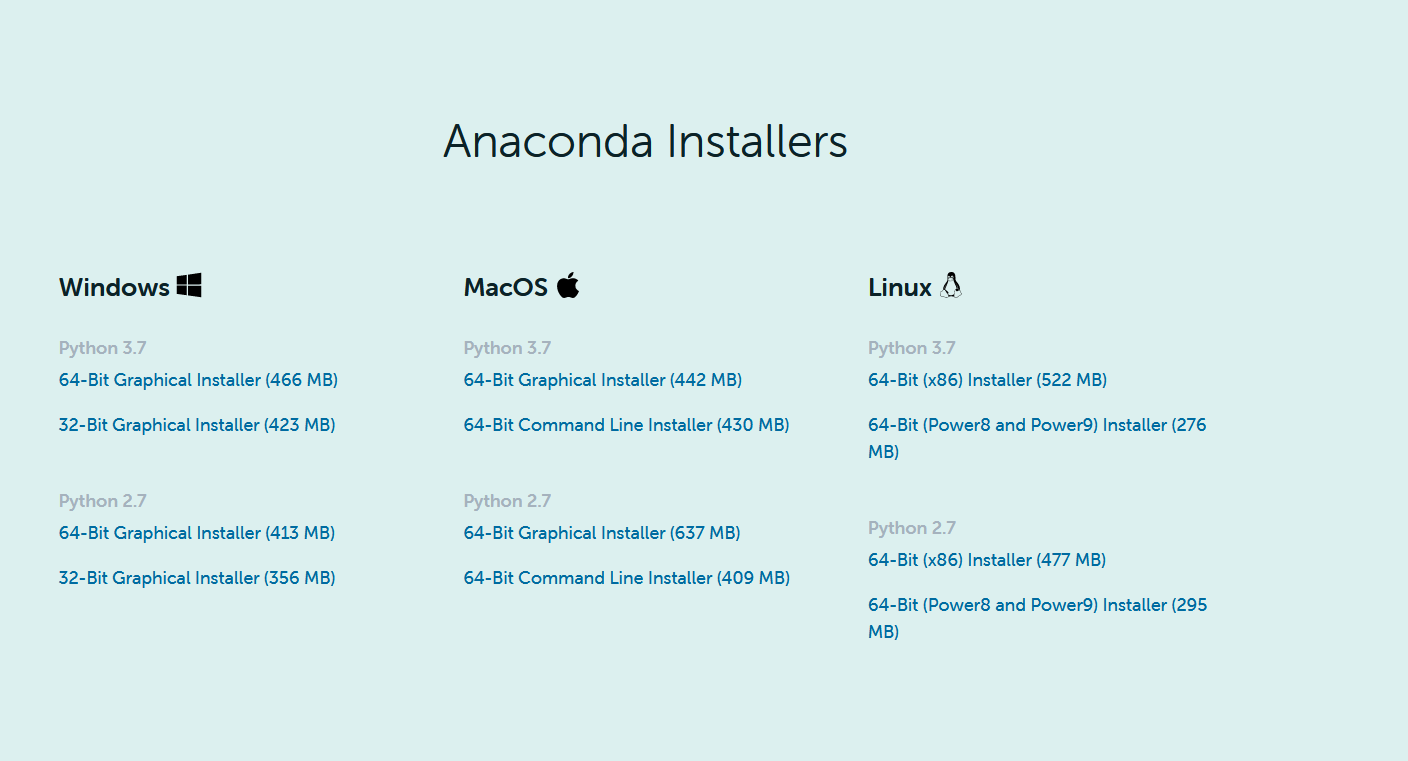 Anaconda Installers
Windows
Python 3.7
64-Bit Graphical Installer (466 MB)
32-Bit Graphical Installer (423 MB)
Python 2.7
64-Bit Graphical Installer (413 MB)
32-Bit Graphical Installer (356 MB)
MacOS
Python 3.7
64-Bit Graphical Installer (442 MB)
64-Bit Command Line Installer (430 MB)
Python 2.7
64-Bit Graphical Installer (637 MB)
64-Bit Command Line Installer (409 MB)
Linux
Python 3.7
64-Bit (x86) Installer (522 MB)
64-Bit (Power8 and Power9) Installer (276
MB)
Python 2.7
64-Bit (x86) Installer (477 MB)
64-Bit (Power8 and Power9) Installer (295
MB)